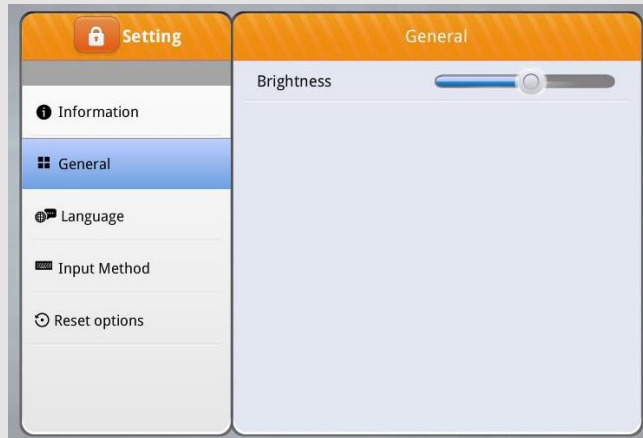 Setting
General
Brightness
Information
General
Language
Input Method
Reset options